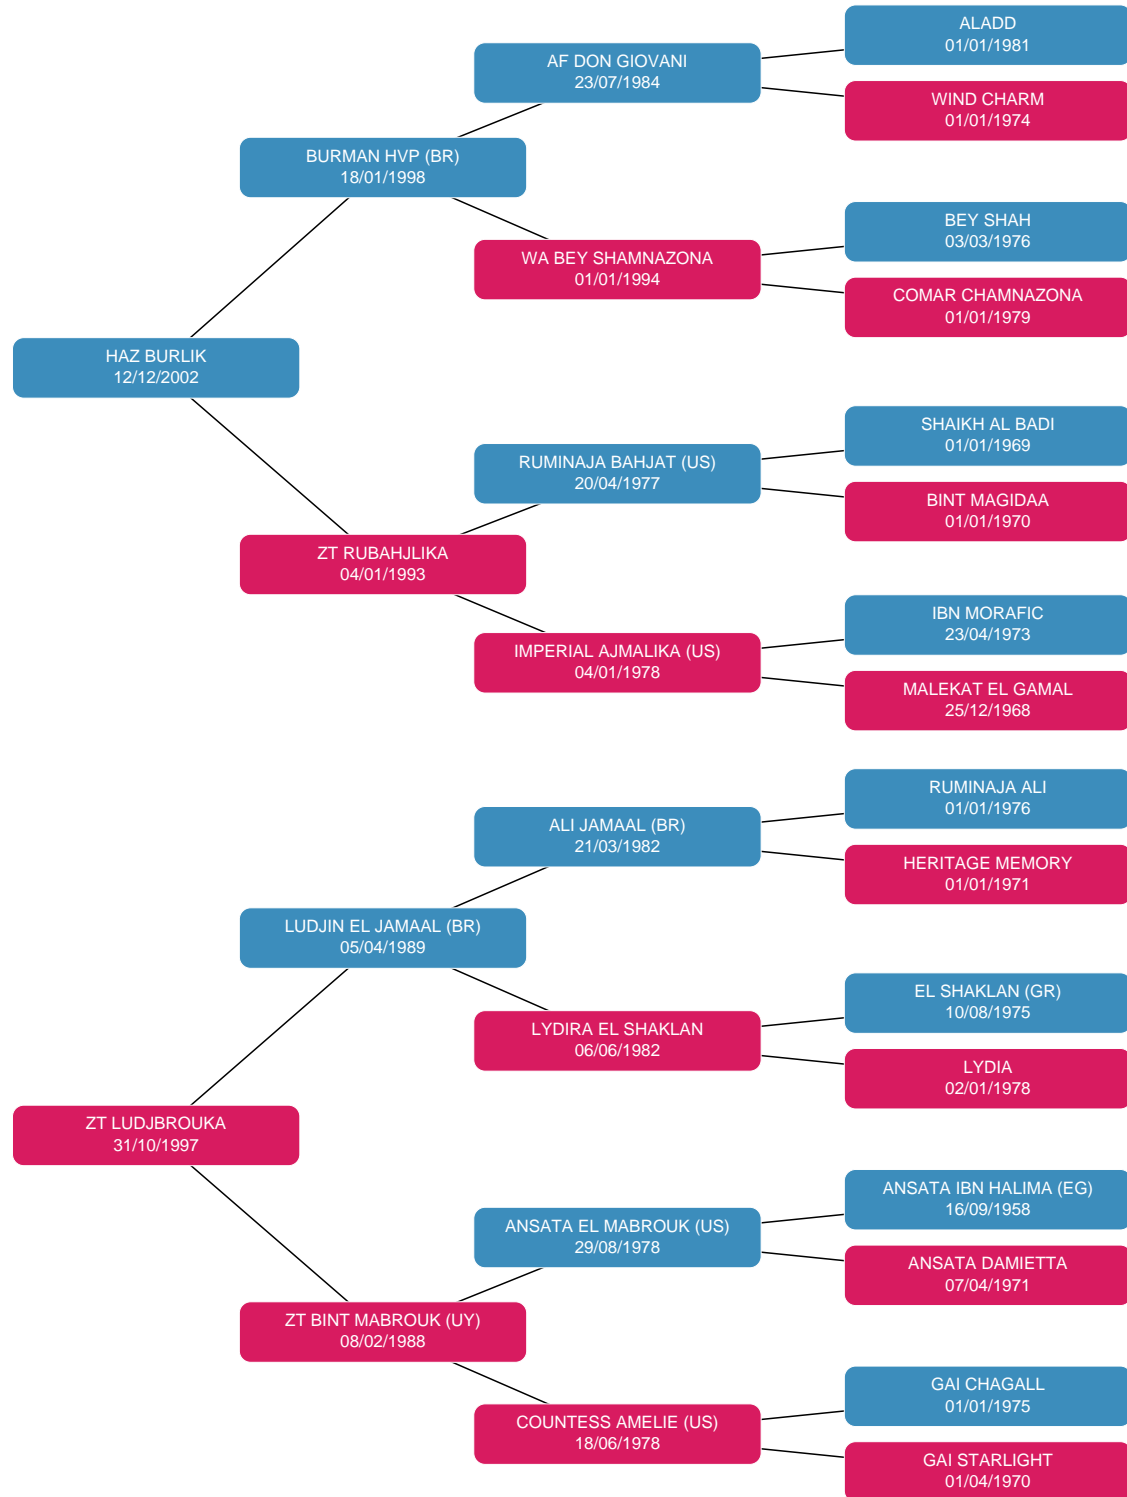 ALADD
01/01/1981
AF DON GIOVANI
23/07/1984
WIND CHARM
01/01/1974
BURMAN HVP (BR)
18/01/1998
BEY SHAH
03/03/1976
WA BEY SHAMNAZONA
01/01/1994
COMAR CHAMNAZONA
01/01/1979
HAZ BURLIK
12/12/2002
SHAIKH AL BADI
01/01/1969
RUMINAJA BAHJAT (US)
20/04/1977
BINT MAGIDAA
01/01/1970
ZT RUBAHJLIKA
04/01/1993
IBN MORAFIC
23/04/1973
IMPERIAL AJMALIKA (US)
04/01/1978
MALEKAT EL GAMAL
25/12/1968
RUMINAJA ALI
01/01/1976
ALI JAMAAL (BR)
21/03/1982
HERITAGE MEMORY
01/01/1971
LUDJIN EL JAMAAL (BR)
05/04/1989
EL SHAKLAN (GR)
10/08/1975
LYDIRA EL SHAKLAN
06/06/1982
LYDIA
02/01/1978
ZT LUDJBROUKA
31/10/1997
ANSATA IBN HALIMA (EG)
16/09/1958
ANSATA EL MABROUK (US)
29/08/1978
ANSATA DAMIETTA
07/04/1971
ZT BINT MABROUK (UY)
08/02/1988
GAI CHAGALL
01/01/1975
COUNTESS AMELIE (US)
18/06/1978
GAI STARLIGHT
01/04/1970